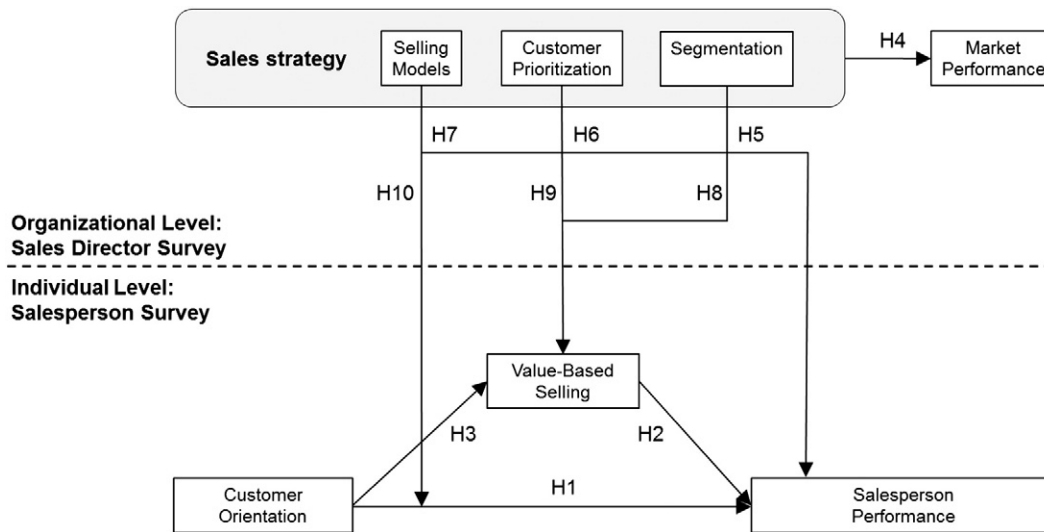 Sales strategy
Selling
Models
Customer
Prioritization
Segmentation
H4
Market
Performance
H7
H6
H5
H10
H9
H8
Organizational Level:
Sales Director Survey
Individual Level:
Salesperson Survey
Value-Based
Selling
H3
H2
H1
Customer
Orientation
Salesperson
Performance